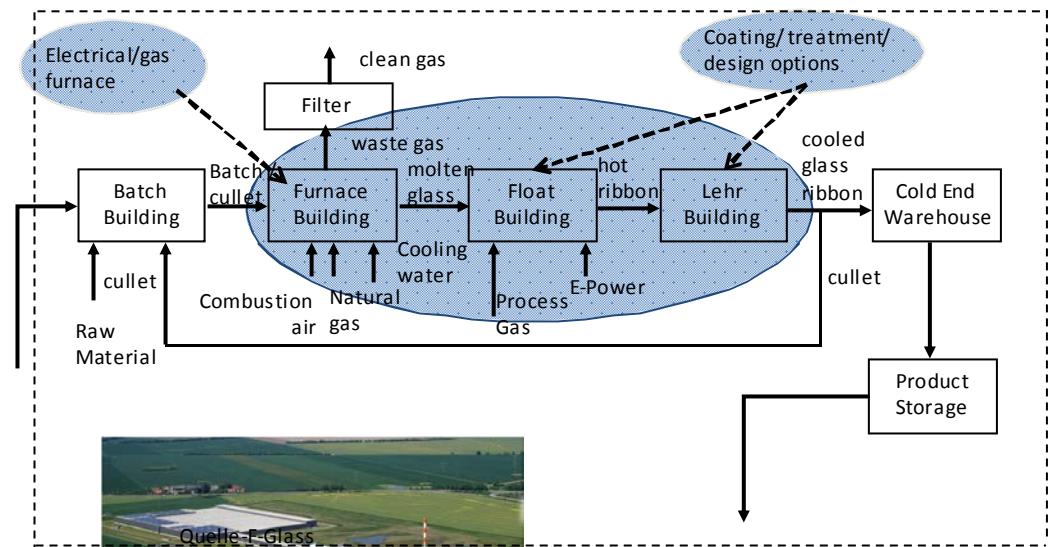 Electrical/gas
furnace
clean gas
Coating/ treatment/
design options
Filter
waste gas
Batch /
cullet
molten
glass
hot
ribbon
cooled
glass
ribbon
Batch
Building
Furnace
Building
Float
Building
Lehr
Building
Cold End
Warehouse
cullet
Raw
Material
Combustion
air
Natural
gas
Cooling
water
Process
Gas
E-Power
cullet
Product
Storage
Quelle-F-Glass